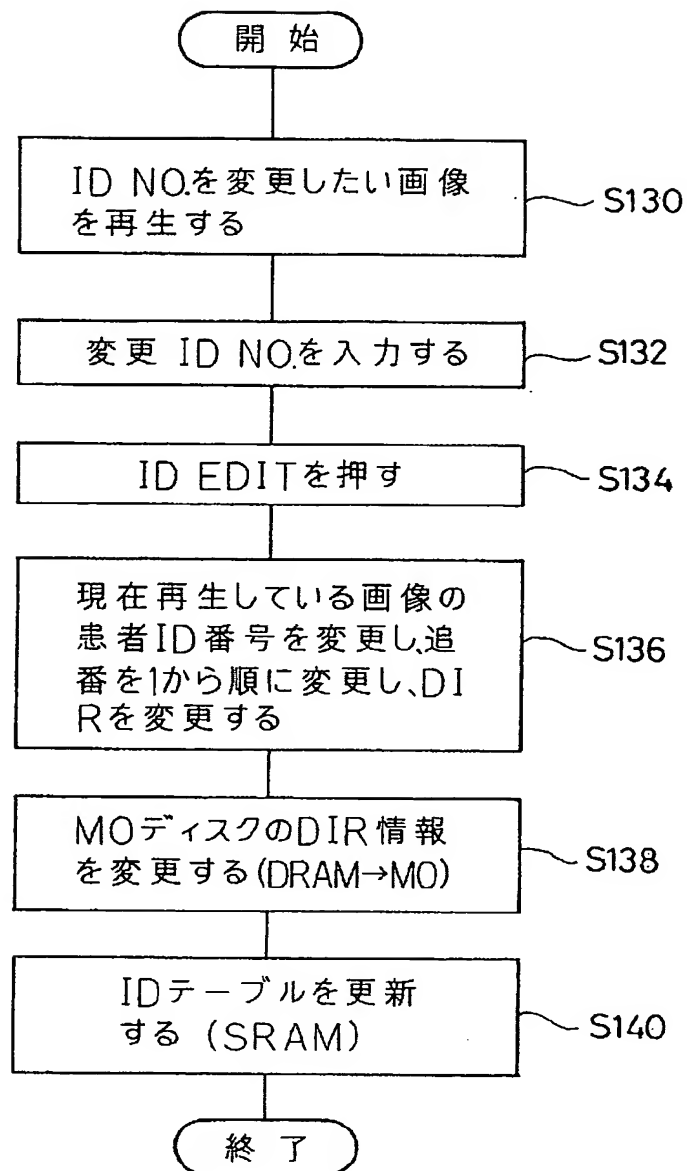 開始
ID NO.を変更したい画像
を再生する
S130
変更 ID NO.を入力する
S132
ID EDITを押す
S134
現在再生している画像の
患者ID番号を変更し、追
番を1から順に変更し、DI
Rを変更する
S136
MOディスクのDIR情報
を変更する(DRAM→MO)
S138
IDテーブルを更新
する (SRAM)
S140
終了